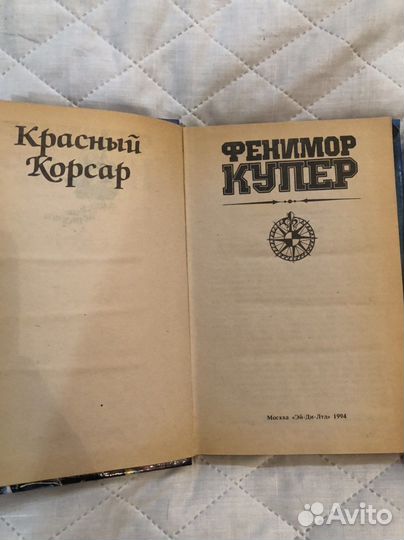 Красный
Корсар
ФЕНИМОР
КУПЕР
Москва «Эй-Ди-Лтд» 1994
Avito